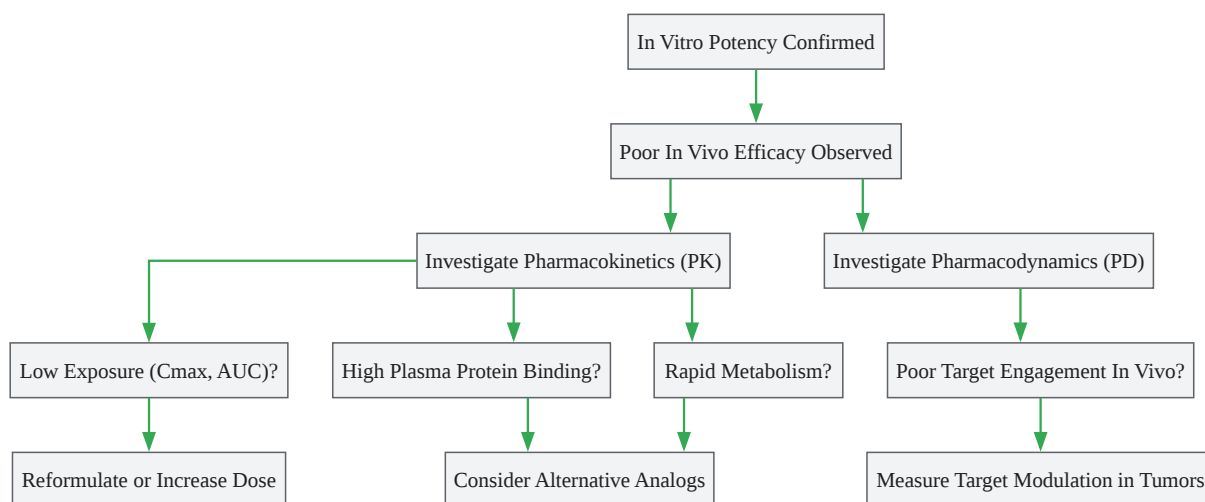 In Vitro Potency Confirmed
Poor In Vivo Efficacy Observed
Investigate Pharmacokinetics (PK)
Investigate Pharmacodynamics (PD)
Low Exposure (Cmax, AUC)?
High Plasma Protein Binding?
Rapid Metabolism?
Poor Target Engagement In Vivo?
Reformulate or Increase Dose
Consider Alternative Analogs
Measure Target Modulation in Tumors